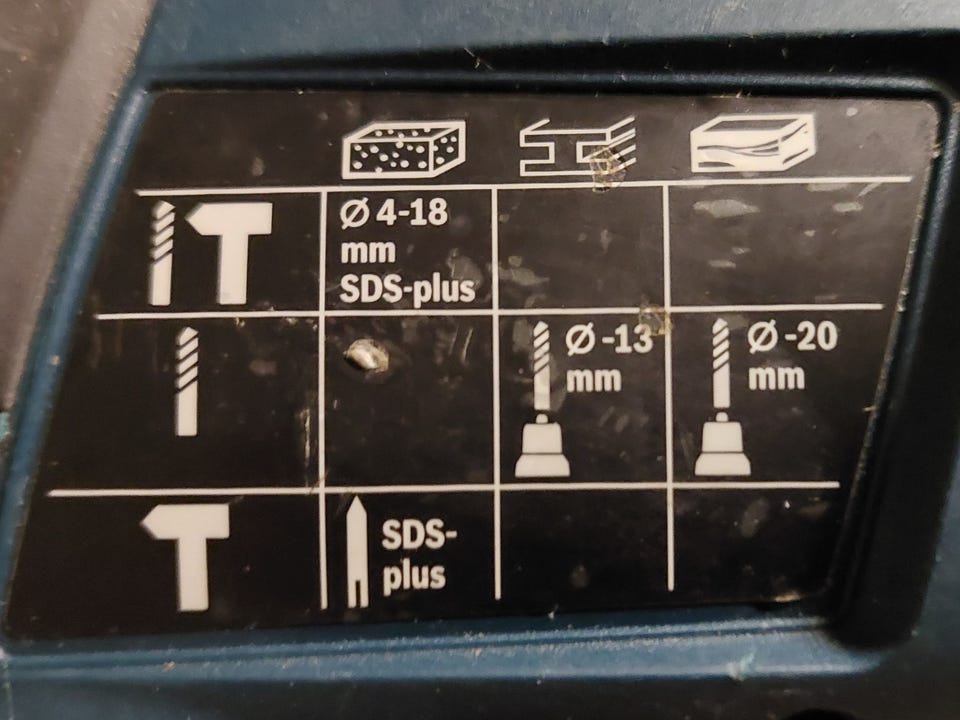 Ø 4-18
mm
SDS-plus
Ø -13
mm
Ø -20
mm
SDS-
plus